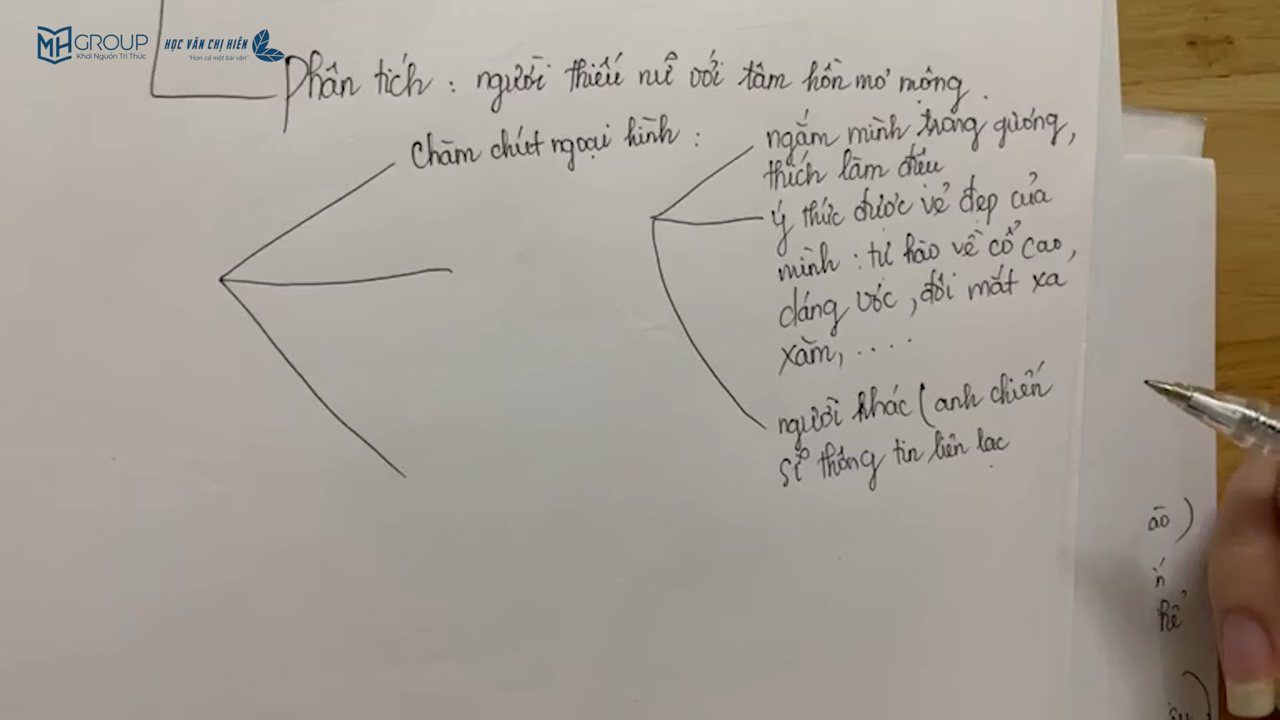 MH GROUP
Khơi Nguồn Tri Thức
HỌC VĂN CHỊ HIÊN
"Hơn cả một bài văn"
Phân tích : người thiếu nữ với tâm hồn mơ mộng.
Chăm chút ngoại hình :
ngắm mình trong gương,
thích làm điệu
ý thức được vẻ đẹp của
mình : tự hào về cổ cao,
dáng vóc, đôi mắt xa
xăm, ....
người khác ( anh chiến
sĩ thông tin liên lạc
ão )
ń
hể